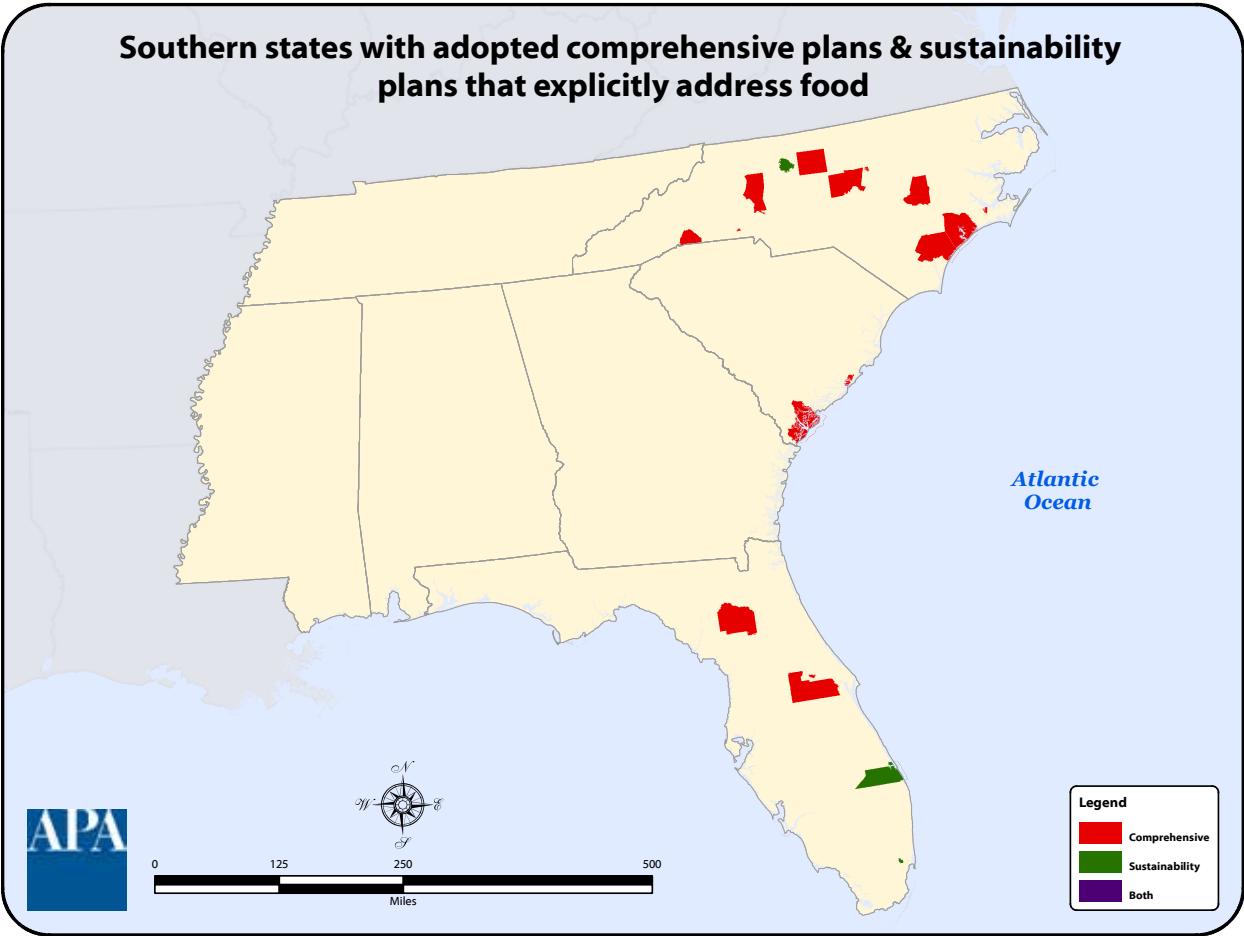 Southern states with adopted comprehensive plans & sustainability
plans that explicitly address food
Atlantic
Ocean
N
W
E
S
APA
0
125
250
500
Miles
Legend
Comprehensive
Sustainability
Both